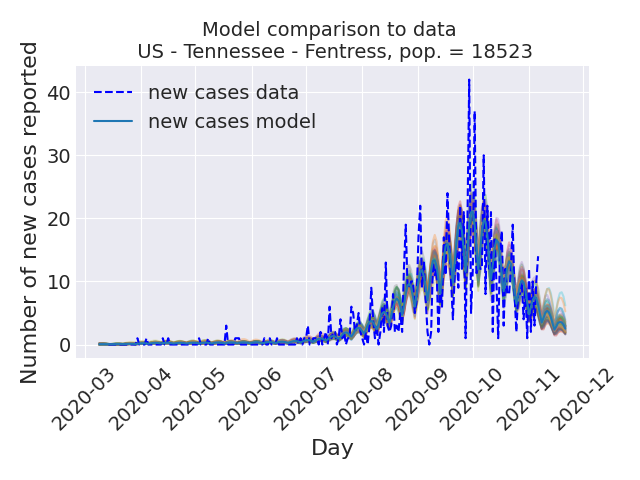 Model comparison to data
US - Tennessee - Fentress, pop. = 18523
new cases data
new cases model
Number of new cases reported
40
30
20
10
0
2020-03
2020-04
2020-05
2020-06
2020-07
2020-08
2020-09
2020-10
2020-11
2020-12
Day